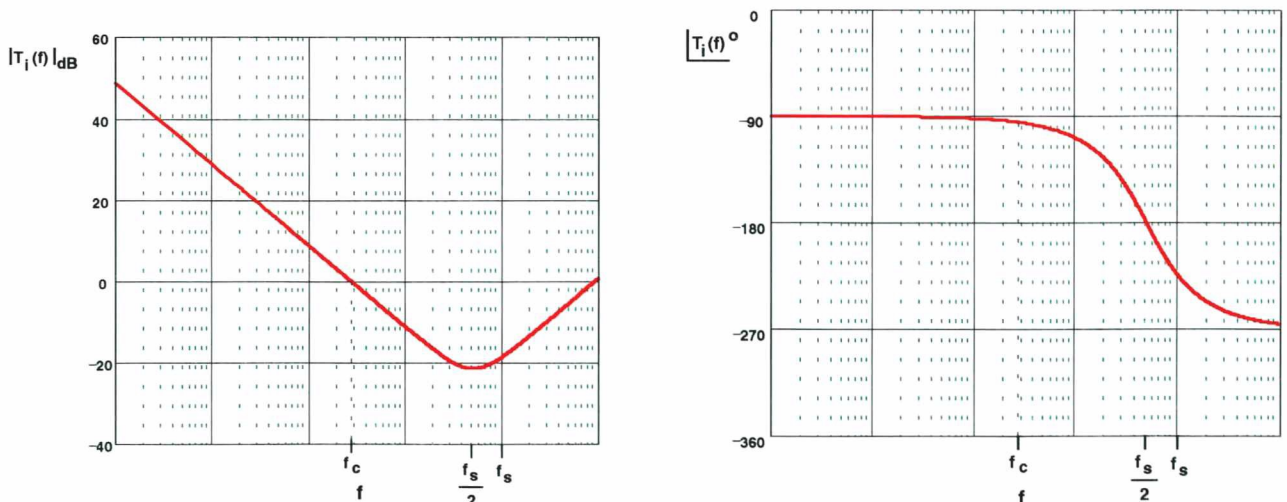 |T_i(f)|_dB
60
40
20
0
−20
−40
f_c
f_s/2
f_s
f
T_i(f)°
0
−90
−180
−270
−360
f_c
f_s/2
f_s
f